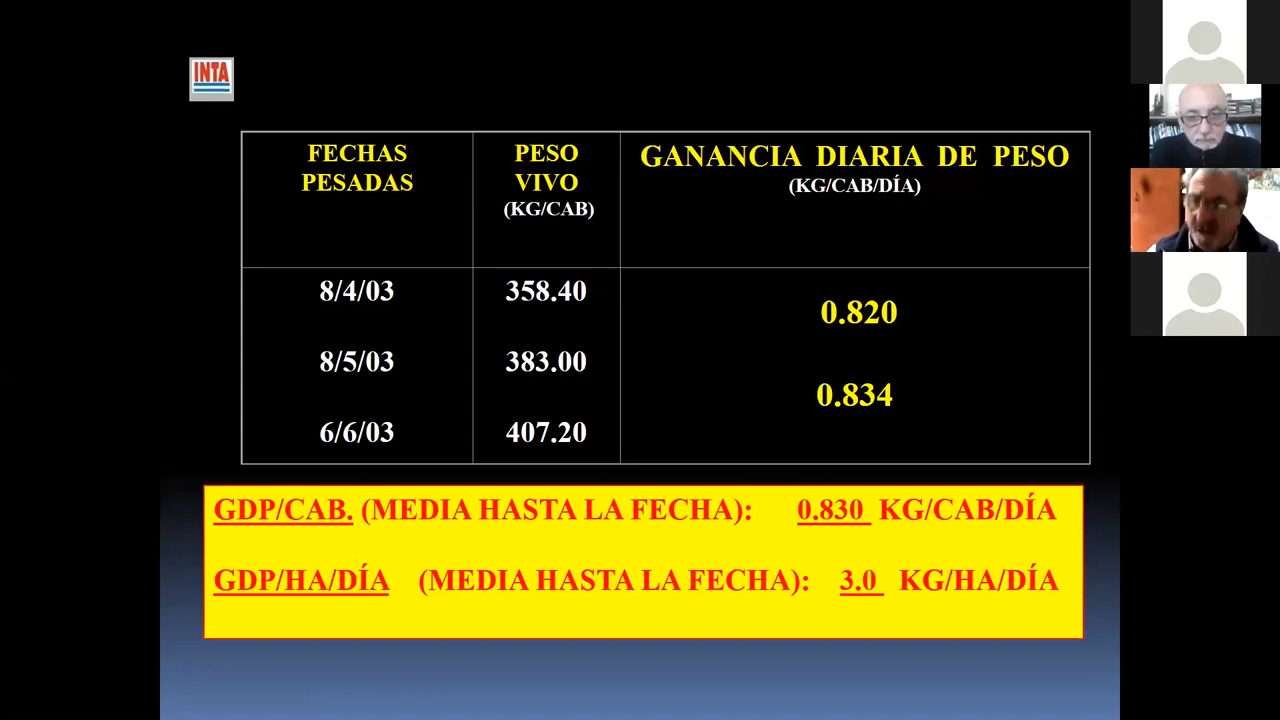 INTA
FECHAS
PESADAS
PESO
VIVO
(KG/CAB)
GANANCIA DIARIA DE PESO
(KG/CAB/DÍA)
8/4/03
358.40
0.820
8/5/03
383.00
0.834
6/6/03
407.20
GDP/CAB. (MEDIA HASTA LA FECHA): 0.830 KG/CAB/DÍA
GDP/HA/DÍA (MEDIA HASTA LA FECHA): 3.0 KG/HA/DÍA